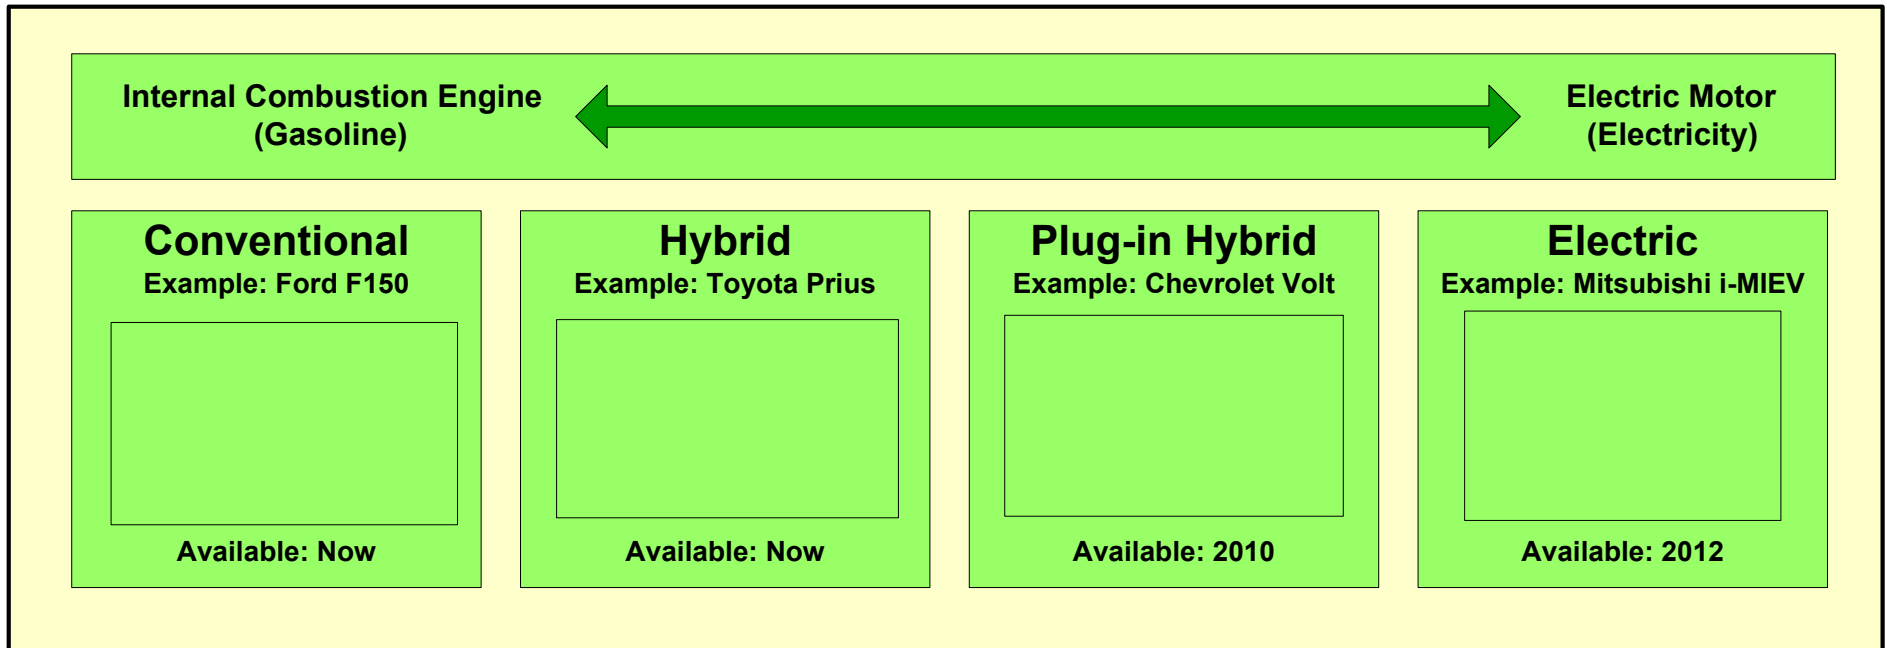 Internal Combustion Engine
(Gasoline)
Electric Motor
(Electricity)
Conventional
Example: Ford F150
Available: Now
Hybrid
Example: Toyota Prius
Available: Now
Plug-in Hybrid
Example: Chevrolet Volt
Available: 2010
Electric
Example: Mitsubishi i-MIEV
Available: 2012